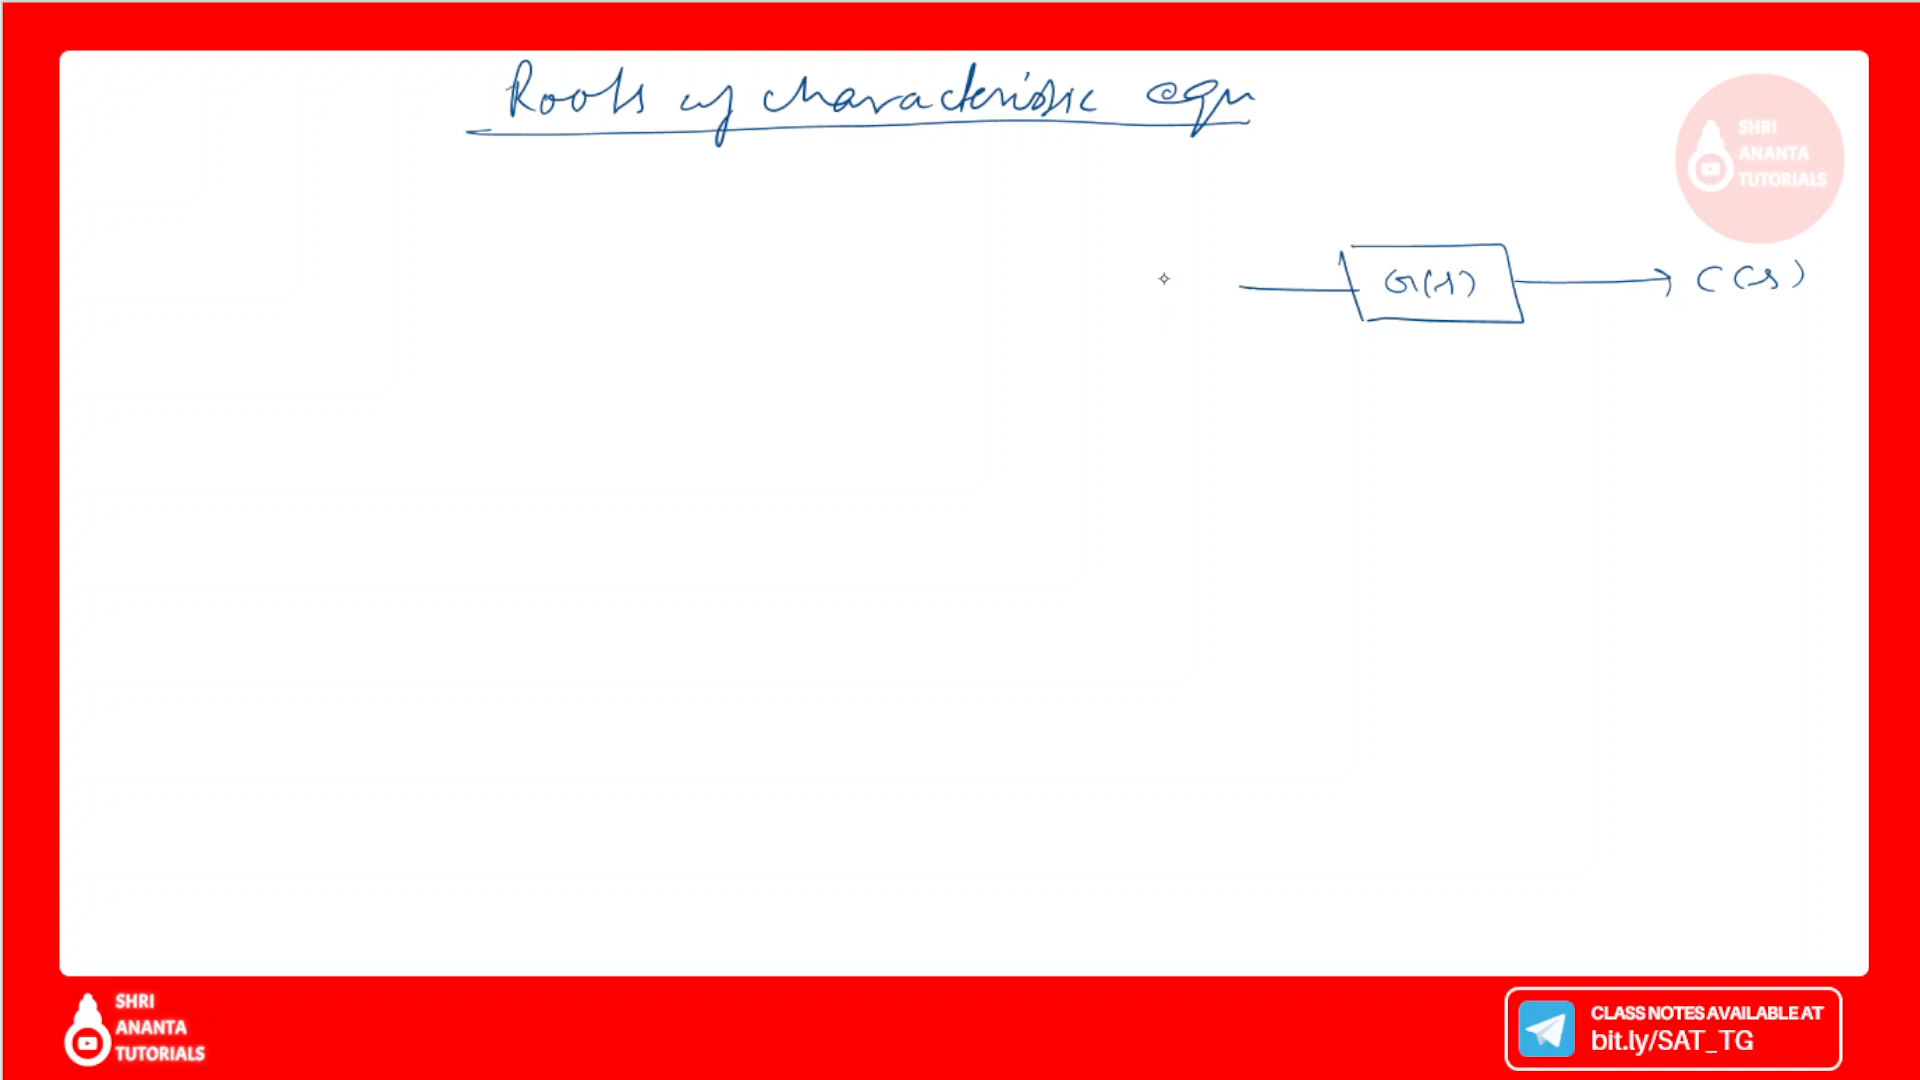 Roots of characteristic eqn
SHRI
ANANTA
TUTORIALS
G(s)
C(s)
SHRI
ANANTA
TUTORIALS
CLASS NOTES AVAILABLE AT
bit.ly/SAT_TG